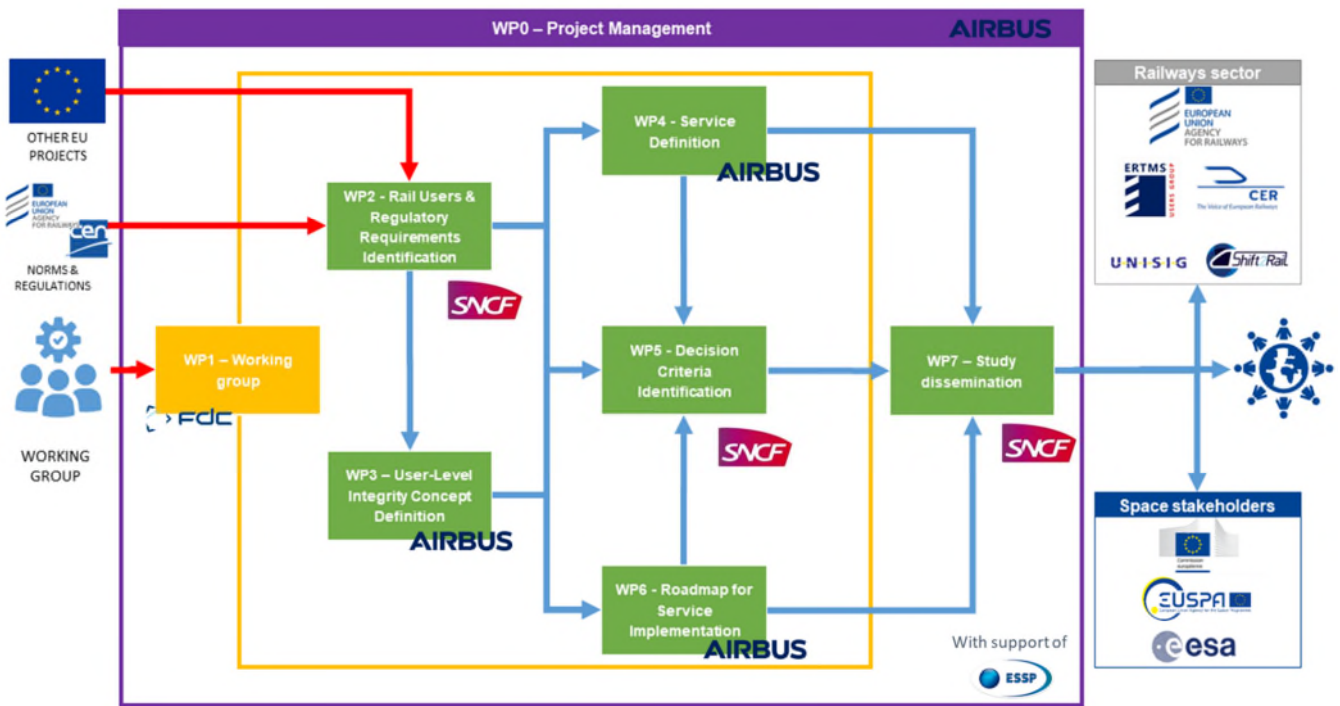 WP0 – Project Management
AIRBUS
OTHER EU
PROJECTS
EUROPEAN
UNION
AGENCY
FOR RAILWAYS
cen
NORMS &
REGULATIONS
WORKING
GROUP
WP1 – Working
group
FDC
WP2 - Rail Users &
Regulatory
Requirements
Identification
SNCF
WP3 – User-Level
Integrity Concept
Definition
AIRBUS
WP4 - Service
Definition
AIRBUS
WP5 - Decision
Criteria
Identification
SNCF
WP6 - Roadmap for
Service
Implementation
AIRBUS
WP7 – Study
dissemination
SNCF
With support of
ESSP
Railways sector
EUROPEAN
UNION
AGENCY
FOR RAILWAYS
ERTMS
USERS GROUP
CER
The Voice of European Railways
UNISIG
Shift2Rail
Space stakeholders
Commission
européenne
EUSPA
esa